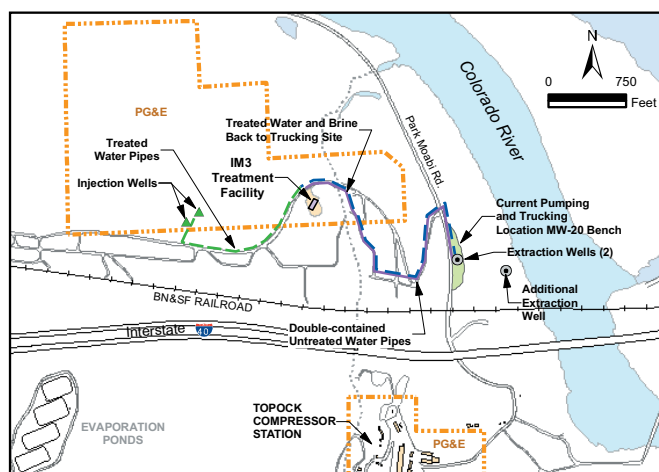 N
0 750
Feet
Colorado River
PG&E
Treated Water and Brine
Back to Trucking Site
Park Moabi Rd.
Treated
Water Pipes
IM3
Treatment
Facility
Injection Wells
Current Pumping
and Trucking
Location MW-20 Bench
Extraction Wells (2)
Additional
Extraction
Well
BN&SF RAILROAD
Interstate 40
Double-contained
Untreated Water Pipes
EVAPORATION
PONDS
TOPOCK
COMPRESSOR
STATION
PG&E